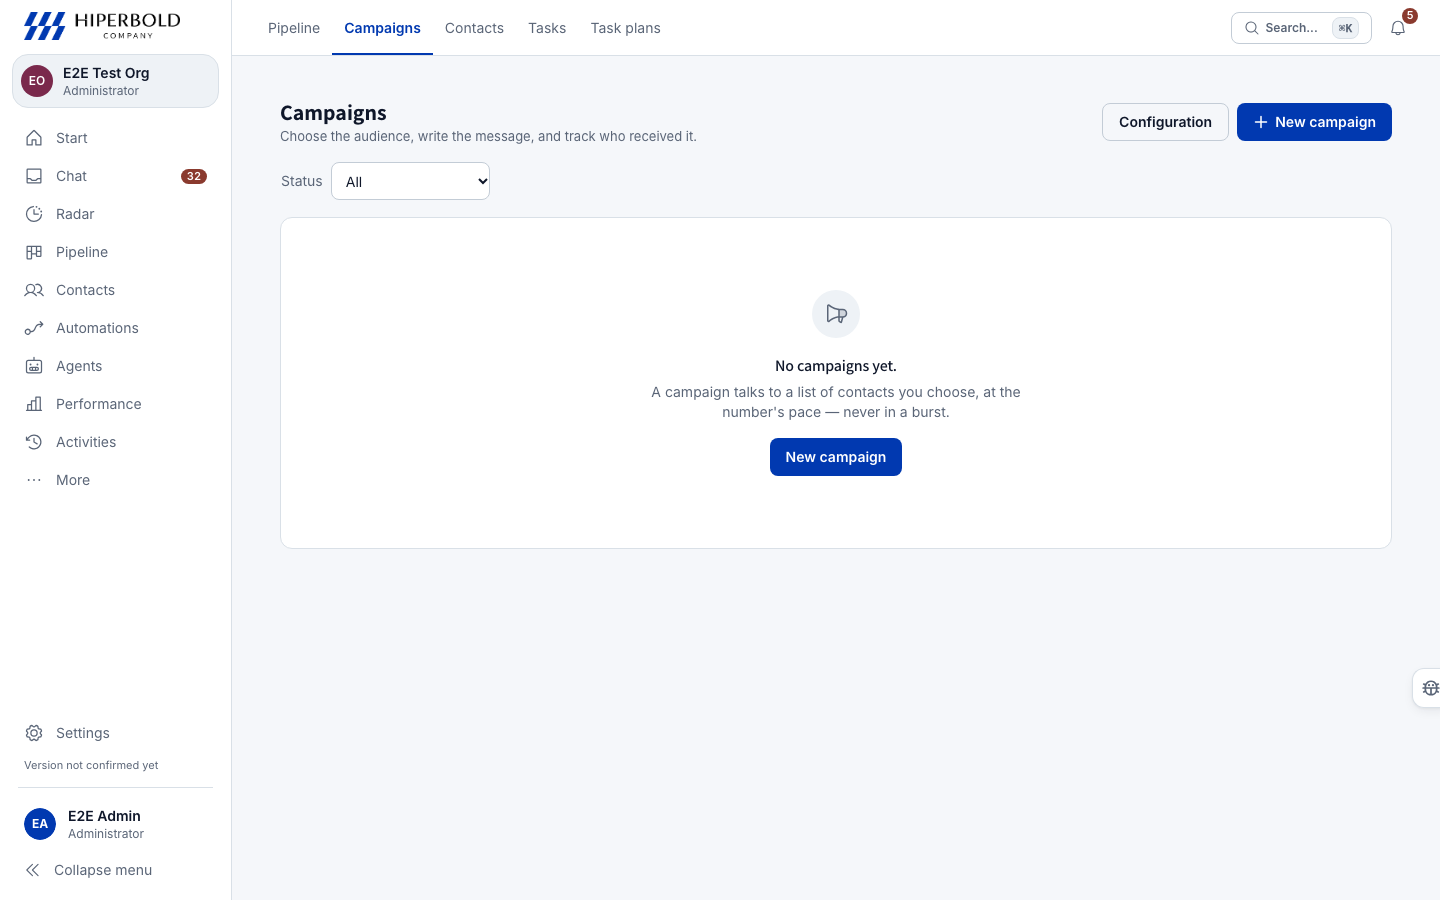 HIPERBOLD
COMPANY
EO
E2E Test Org
Administrator
Start
Chat
32
Radar
Pipeline
Contacts
Automations
Agents
Performance
Activities
More
Settings
Version not confirmed yet
EA
E2E Admin
Administrator
Collapse menu
Pipeline
Campaigns
Contacts
Tasks
Task plans
Search...
⌘K
5
Campaigns
Choose the audience, write the message, and track who received it.
Configuration
New campaign
Status
All
No campaigns yet.
A campaign talks to a list of contacts you choose, at the
number's pace — never in a burst.
New campaign